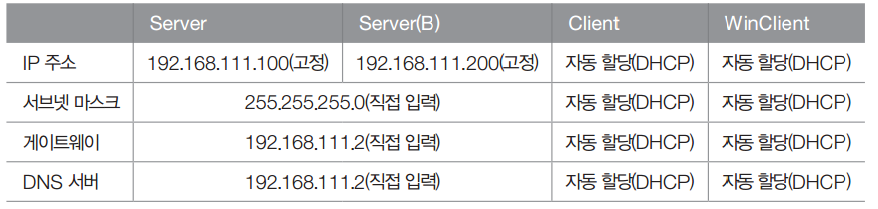 Server Server(B) Client WinClient
IP 주소 192.168.111.100(고정) 192.168.111.200(고정) 자동 할당(DHCP) 자동 할당(DHCP)
서브넷 마스크 255.255.255.0(직접 입력) 자동 할당(DHCP) 자동 할당(DHCP)
게이트웨이 192.168.111.2(직접 입력) 자동 할당(DHCP) 자동 할당(DHCP)
DNS 서버 192.168.111.2(직접 입력) 자동 할당(DHCP) 자동 할당(DHCP)